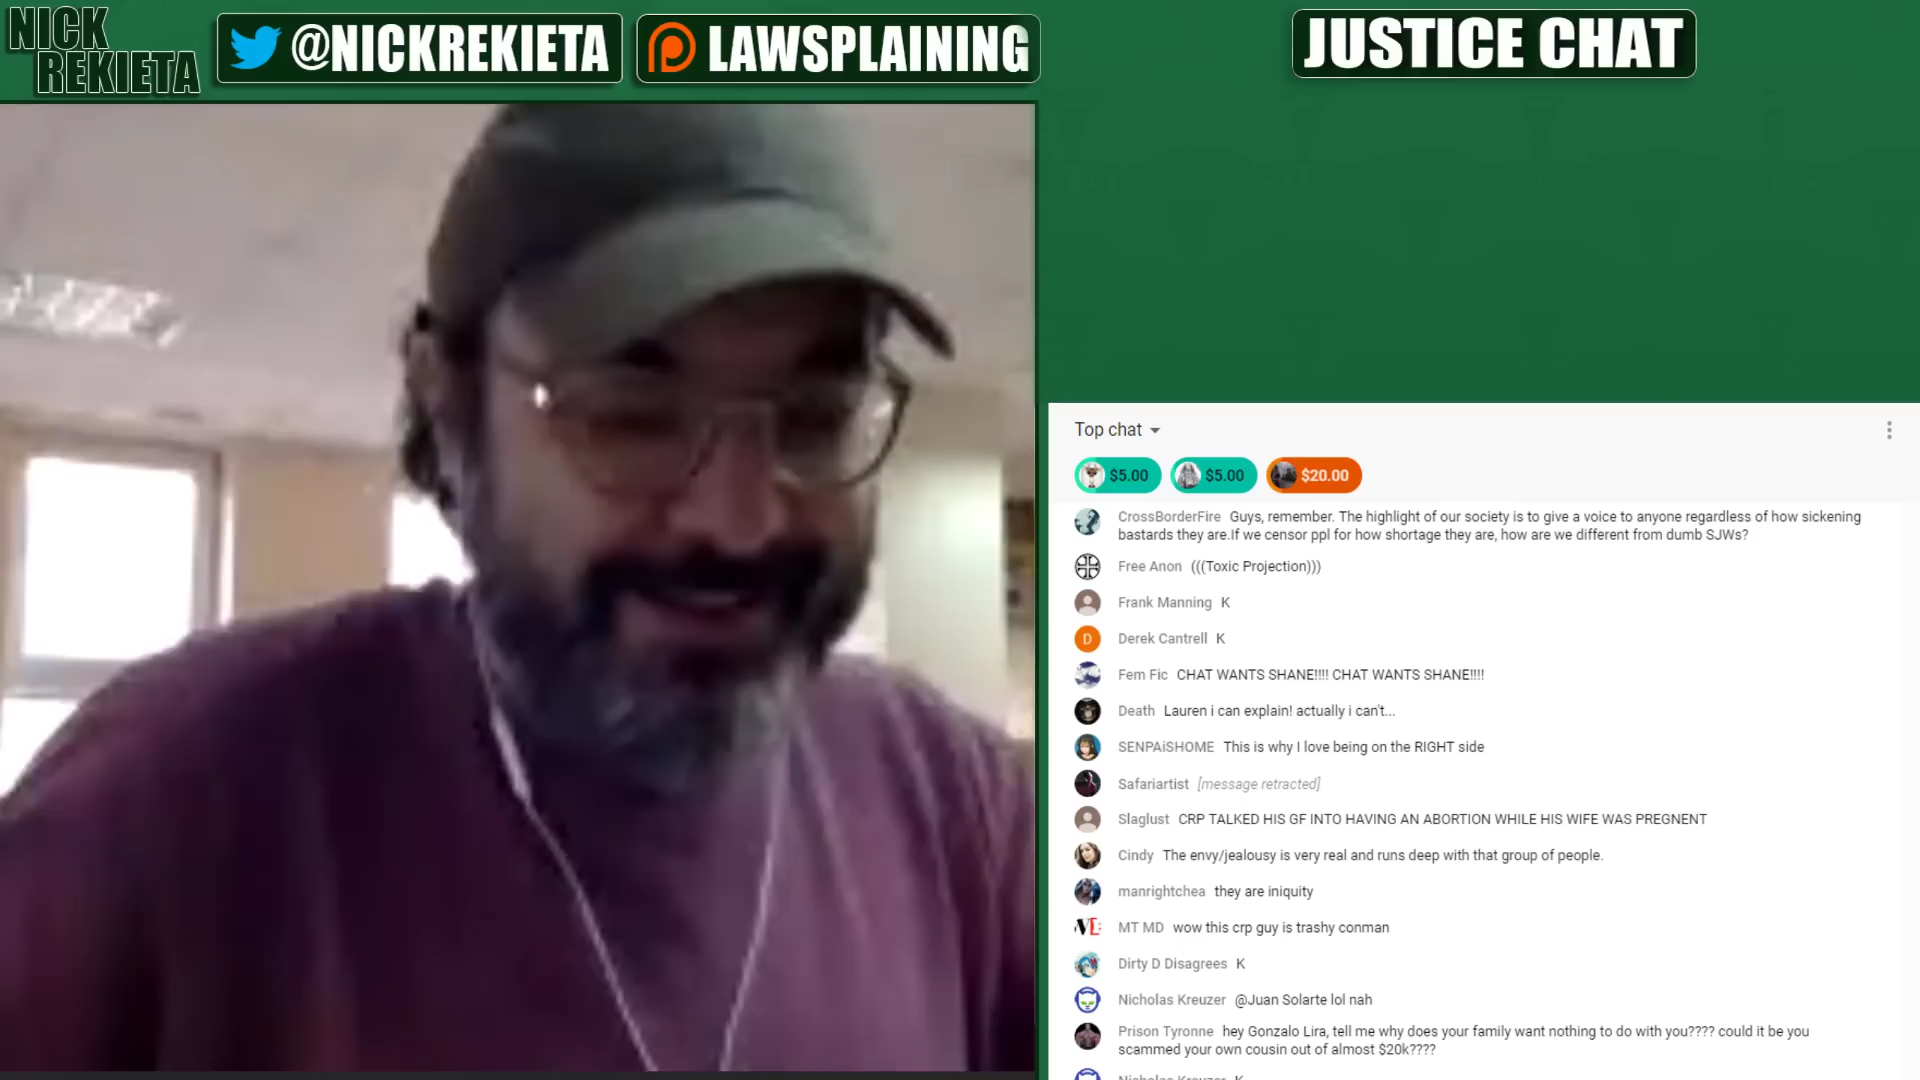 NICK
REKIETA
@NICKREKIETA
LAWSPLAINING
JUSTICE CHAT
Top chat
$5.00
$5.00
$20.00
CrossBorderFire Guys, remember. The highlight of our society is to give a voice to anyone regardless of how sickening
bastards they are.If we censor ppl for how shortage they are, how are we different from dumb SJWs?
Free Anon (((Toxic Projection)))
Frank Manning K
D
Derek Cantrell K
Fem Fic CHAT WANTS SHANE!!!! CHAT WANTS SHANE!!!!
Death Lauren i can explain! actually i can't...
SENPAiSHOME This is why I love being on the RIGHT side
Safariartist [message retracted]
Slaglust CRP TALKED HIS GF INTO HAVING AN ABORTION WHILE HIS WIFE WAS PREGNENT
Cindy The envy/jealousy is very real and runs deep with that group of people.
manrightchea they are iniquity
MT MD wow this crp guy is trashy conman
Dirty D Disagrees K
Nicholas Kreuzer @Juan Solarte lol nah
Prison Tyronne hey Gonzalo Lira, tell me why does your family want nothing to do with you???? could it be you
scammed your own cousin out of almost $20k????
Nicholas Kreuzer K